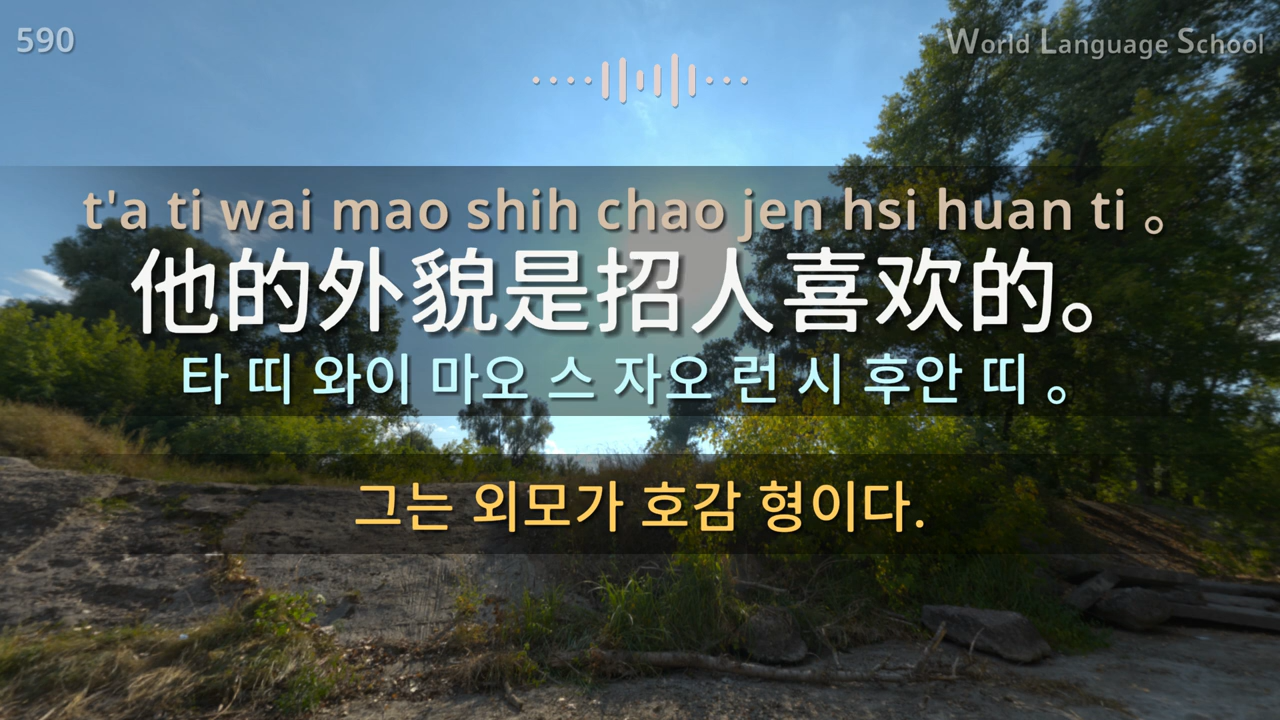 590
World Language School
t'a ti wai mao shih chao jen hsi huan ti 。
他的外貌是招人喜欢的。
타 띠 와이 마오 스 자오 런 시 후안 띠 。
그는 외모가 호감 형이다.